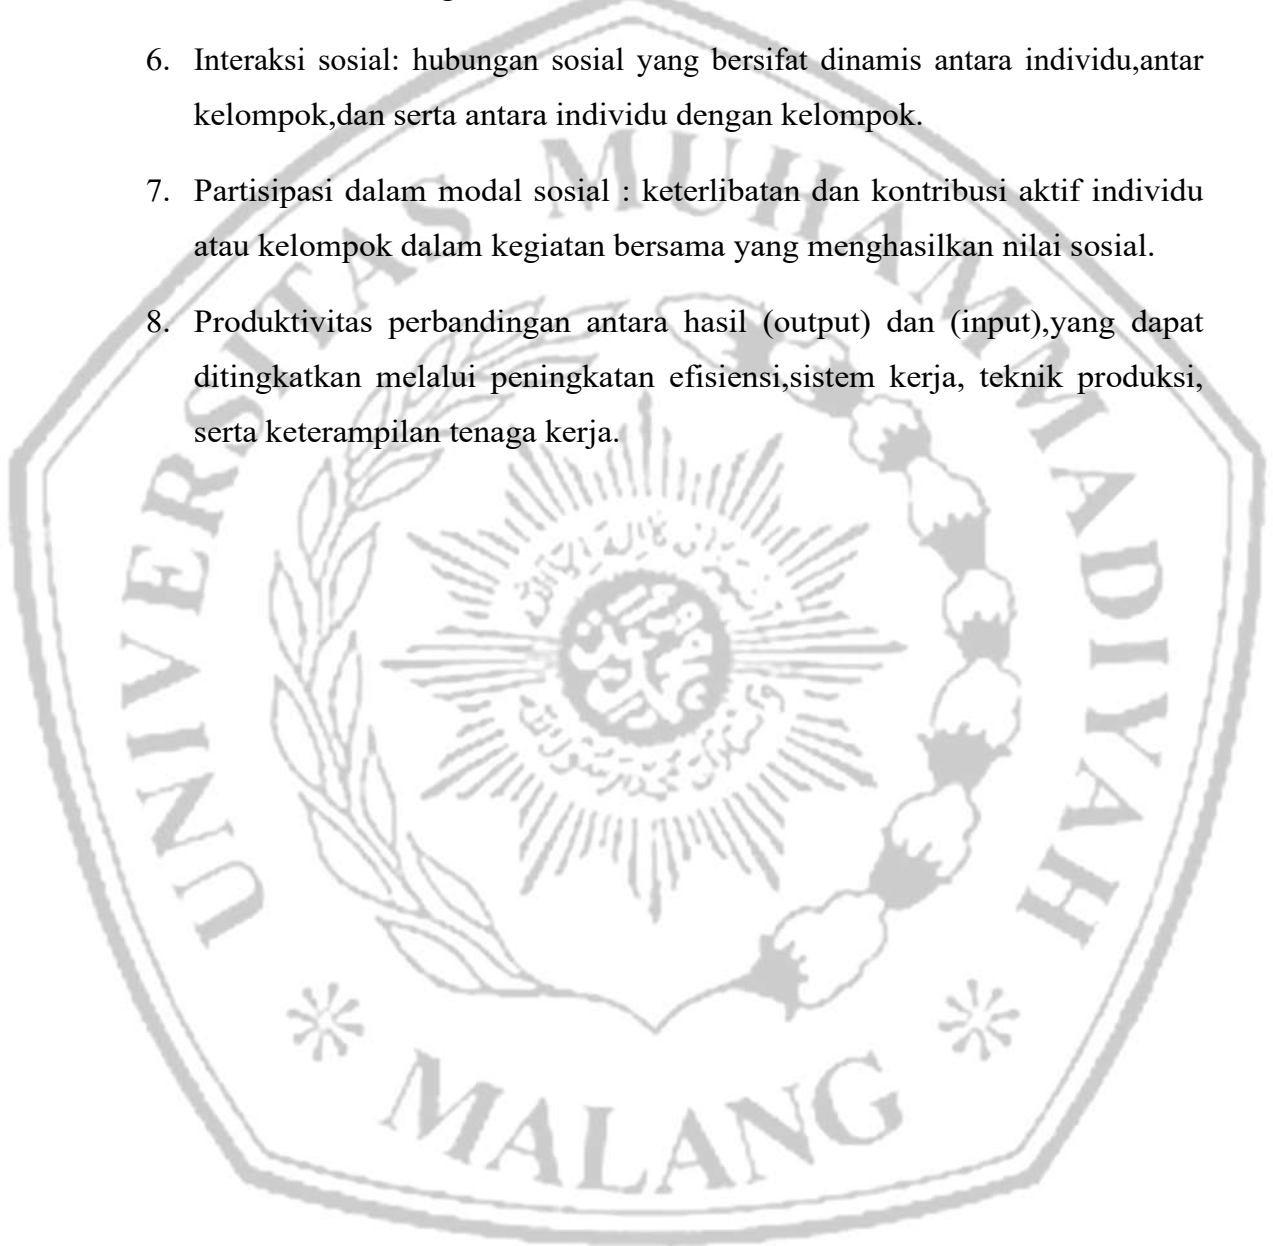 6. Interaksi sosial: hubungan sosial yang bersifat dinamis antara individu,antar
kelompok,dan serta antara individu dengan kelompok.
7. Partisipasi dalam modal sosial : keterlibatan dan kontribusi aktif individu
atau kelompok dalam kegiatan bersama yang menghasilkan nilai sosial.
8. Produktivitas perbandingan antara hasil (output) dan (input),yang dapat
ditingkatkan melalui peningkatan efisiensi,sistem kerja, teknik produksi,
serta keterampilan tenaga kerja.
UNIVERSITAS MUHAMMADIYAH
MALANG